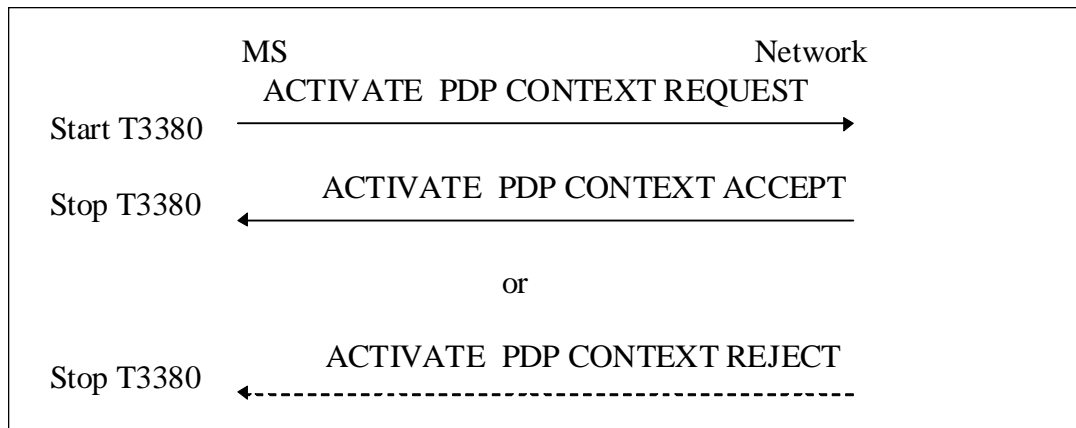 MS Network
ACTIVATE PDP CONTEXT REQUEST
Start T3380
ACTIVATE PDP CONTEXT ACCEPT
Stop T3380
or
ACTIVATE PDP CONTEXT REJECT
Stop T3380